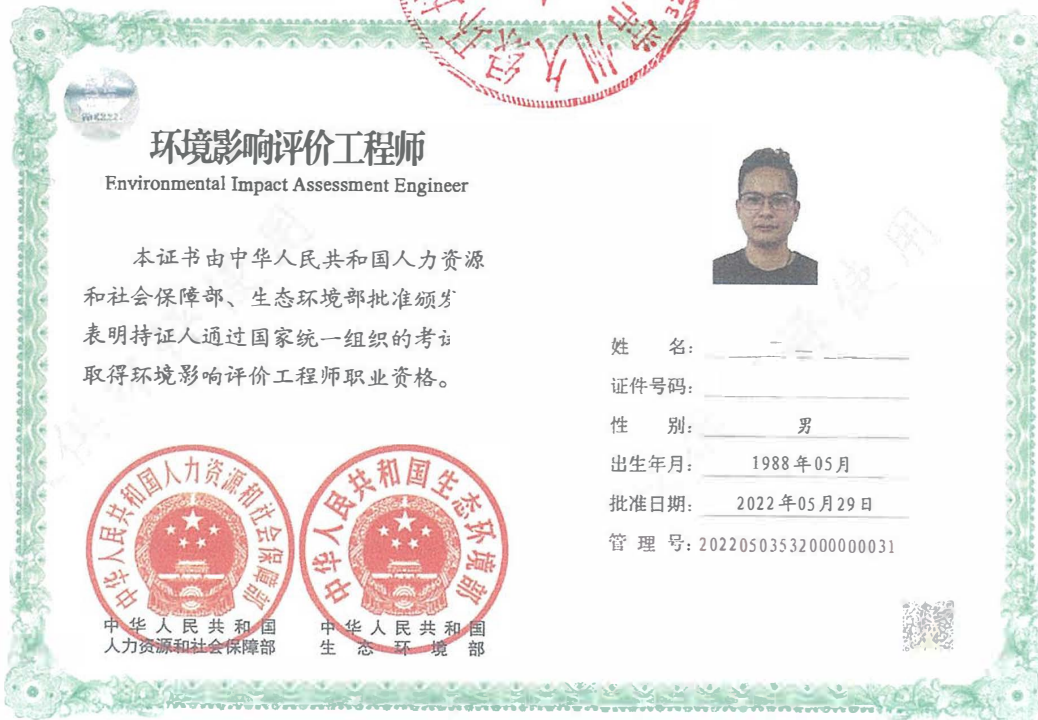 环境影响评价工程师
Environmental Impact Assessment Engineer
本证书由中华人民共和国人力资源
和社会保障部、生态环境部批准颁发
表明持证人通过国家统一组织的考
取得环境影响评价工程师职业资格。
姓 名:
证件号码:
性 别: 男
出生年月: 1988年05月
批准日期: 2022年05月29日
管 理 号: 20220503532000000031
中华人民共和国人力资源和社会保障部
中华人民共和国
人力资源和社会保障部
中华人民共和国生态环境部
中华人民共和国
生态环境部